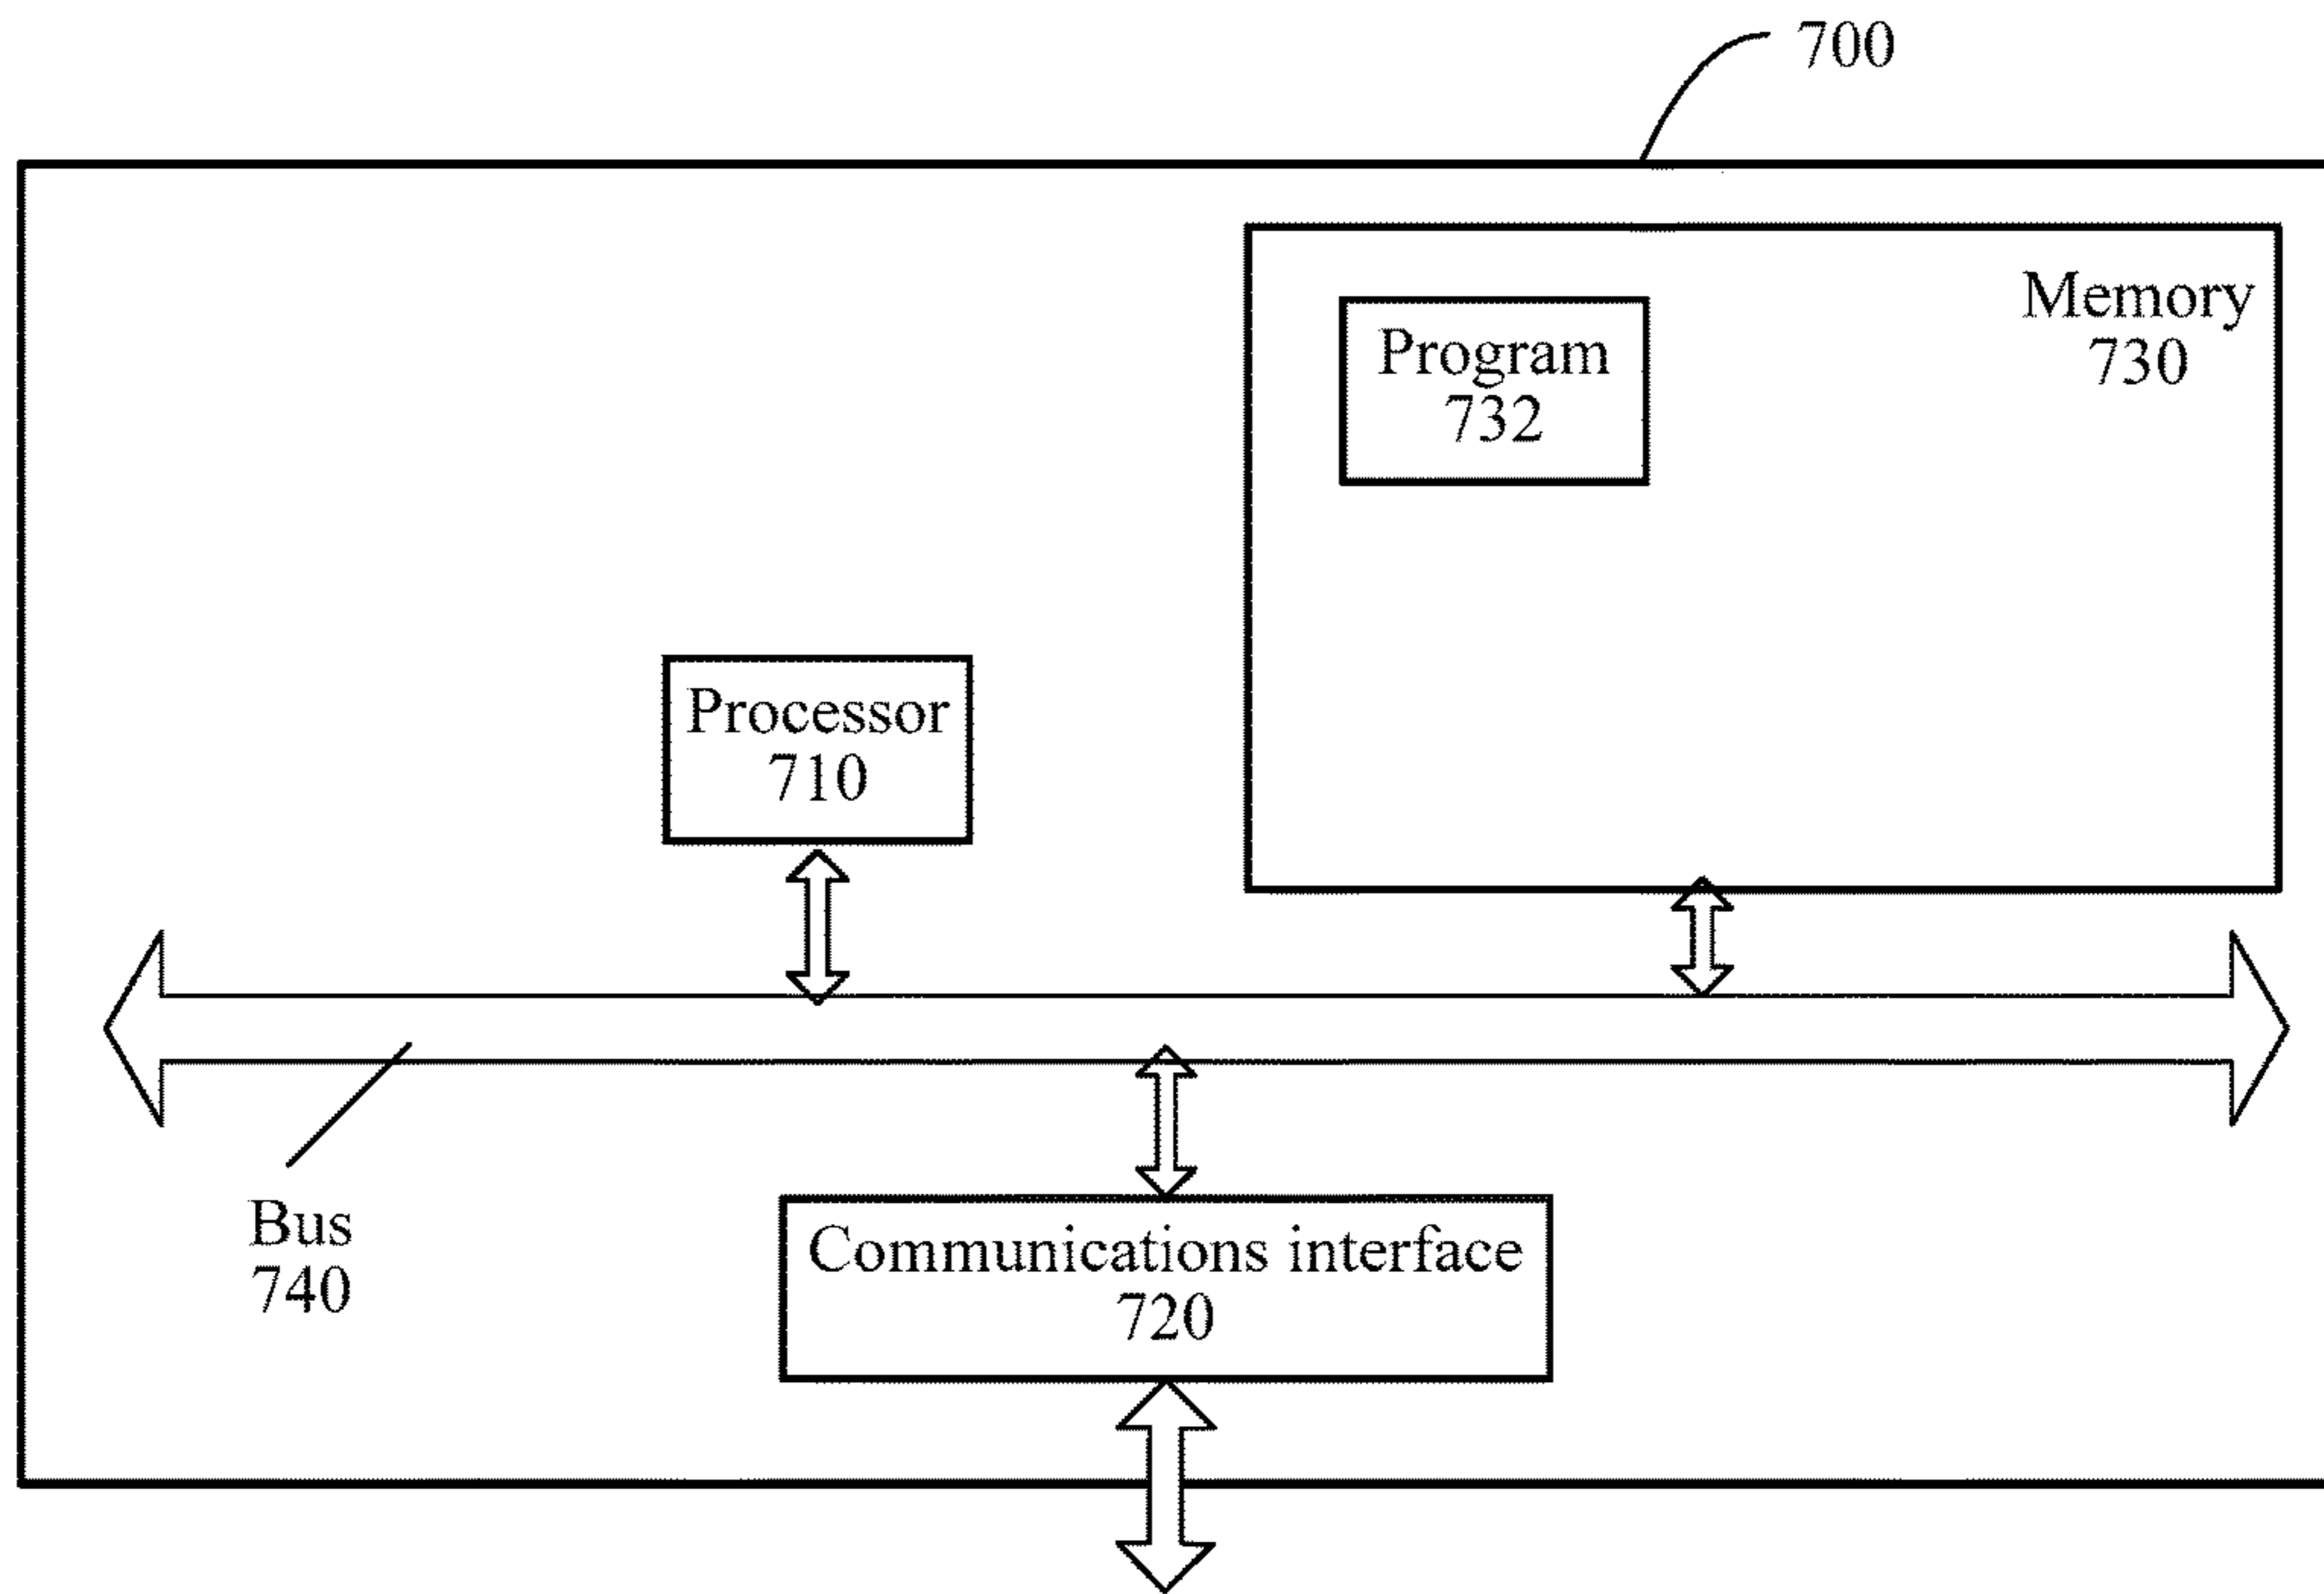 700
Memory
730
Program
732
Processor
710
Bus
740
Communications interface
720